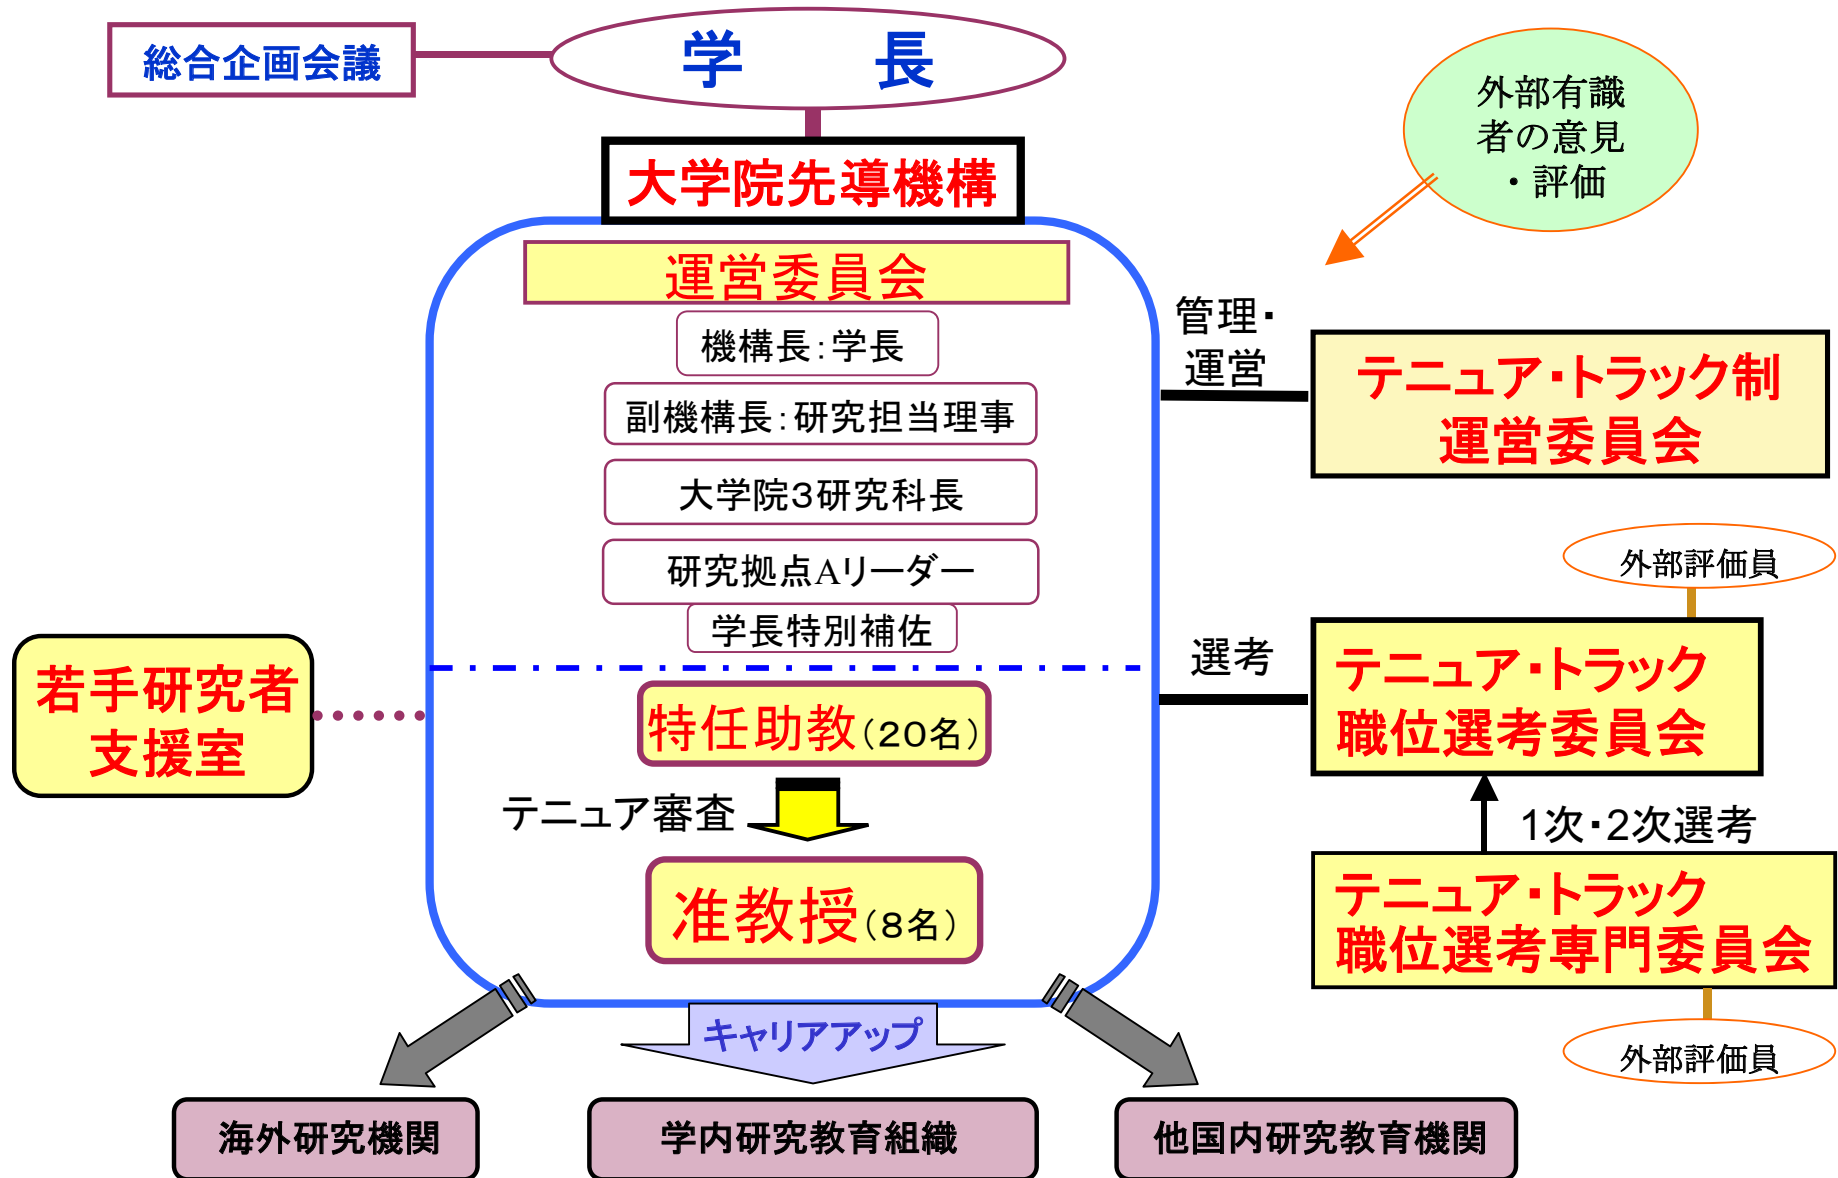 総合企画会議
学　　長
外部有識
者の意見
・評価
大学院先導機構
運営委員会
機構長：学長
副機構長：研究担当理事
大学院３研究科長
研究拠点Aリーダー
学長特別補佐
管理・
運営
テニュア・トラック制
運営委員会
外部評価員
選考
テニュア・トラック
職位選考委員会
若手研究者
支援室
特任助教（２０名）
テニュア審査
准教授（８名）
1次・2次選考
テニュア・トラック
職位選考専門委員会
外部評価員
キャリアアップ
海外研究機関
学内研究教育組織
他国内研究教育機関